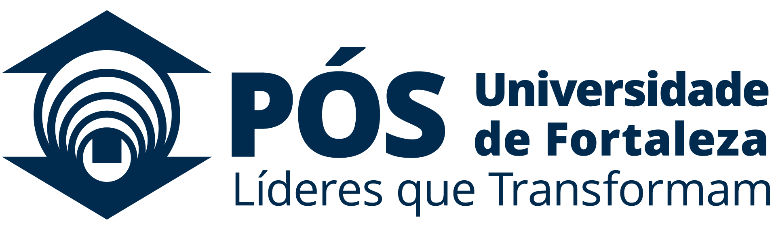 PÓS Universidade
de Fortaleza
Líderes que Transformam